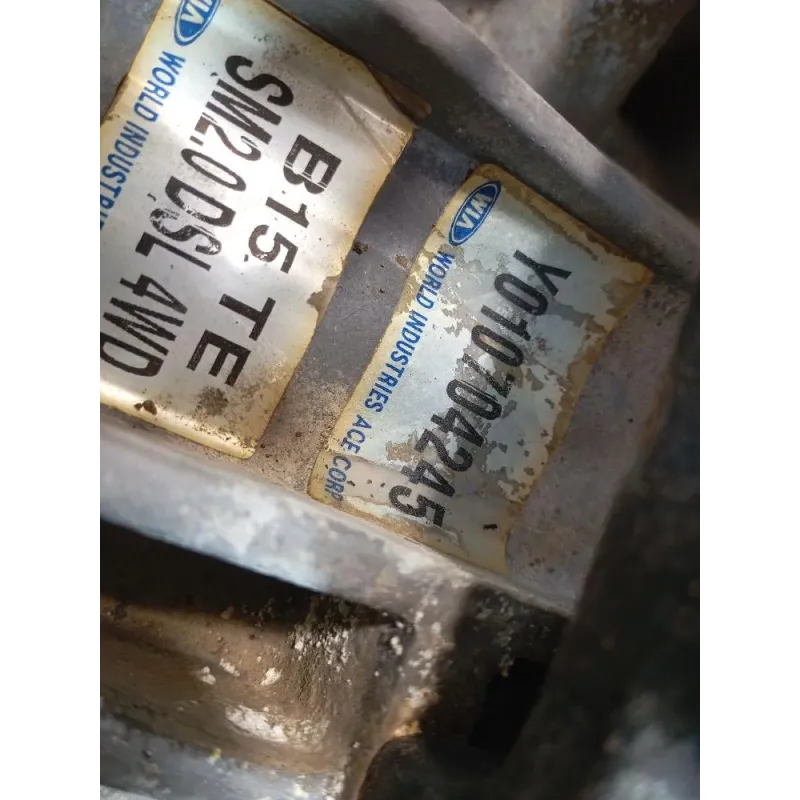 WIA
WORLD INDUSTRIES
B15 TE
SM2.0 DSL 4WD
WIA
WORLD INDUSTRIES ACE CORP
Y010704245